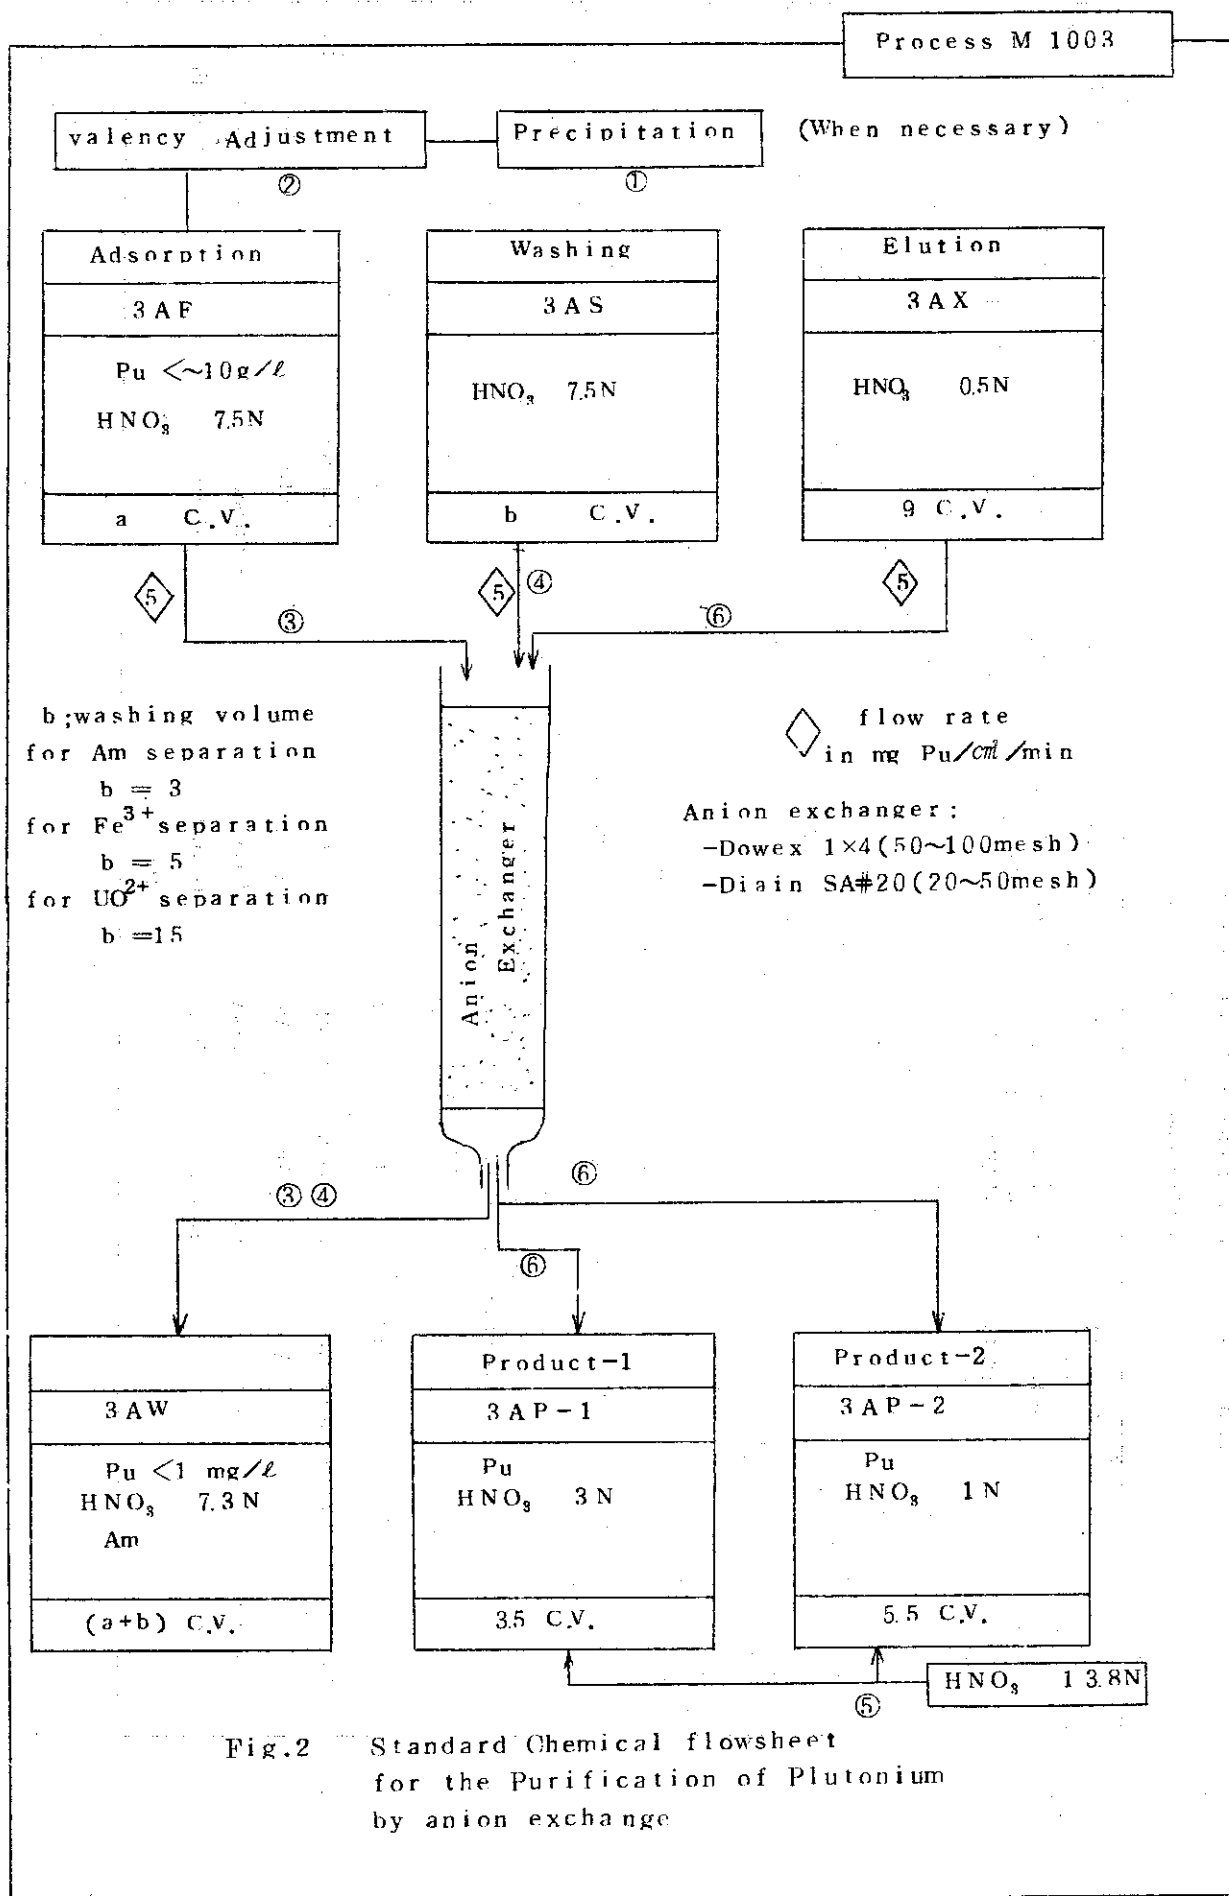 Process M 1003
valency Adjustment
Precipitation
(When necessary)
②
①
Adsorption
3AF
Pu <~10g/ℓ
HNO₃ 7.5N
a C.V.
Washing
3AS
HNO₃ 7.5N
b C.V.
Elution
3AX
HNO₃ 0.5N
9 C.V.
5
③
5
④
5
⑥
b;washing volume
for Am separation
b = 3
for Fe³⁺ separation
b = 5
for UO²⁺ separation
b =15
flow rate
in mg Pu/cm²/min
Anion exchanger:
-Dowex 1×4(50~100mesh)
-Diain SA#20(20~50mesh)
Anion
Exchanger
③ ④
⑥
⑥
3AW
Pu <1 mg/ℓ
HNO₃ 7.3N
Am
(a+b) C.V.
Product-1
3AP-1
Pu
HNO₃ 3N
3.5 C.V.
Product-2
3AP-2
Pu
HNO₃ 1N
5.5 C.V.
⑤
HNO₃ 13.8N
Fig.2 Standard Chemical flowsheet
for the Purification of Plutonium
by anion exchange